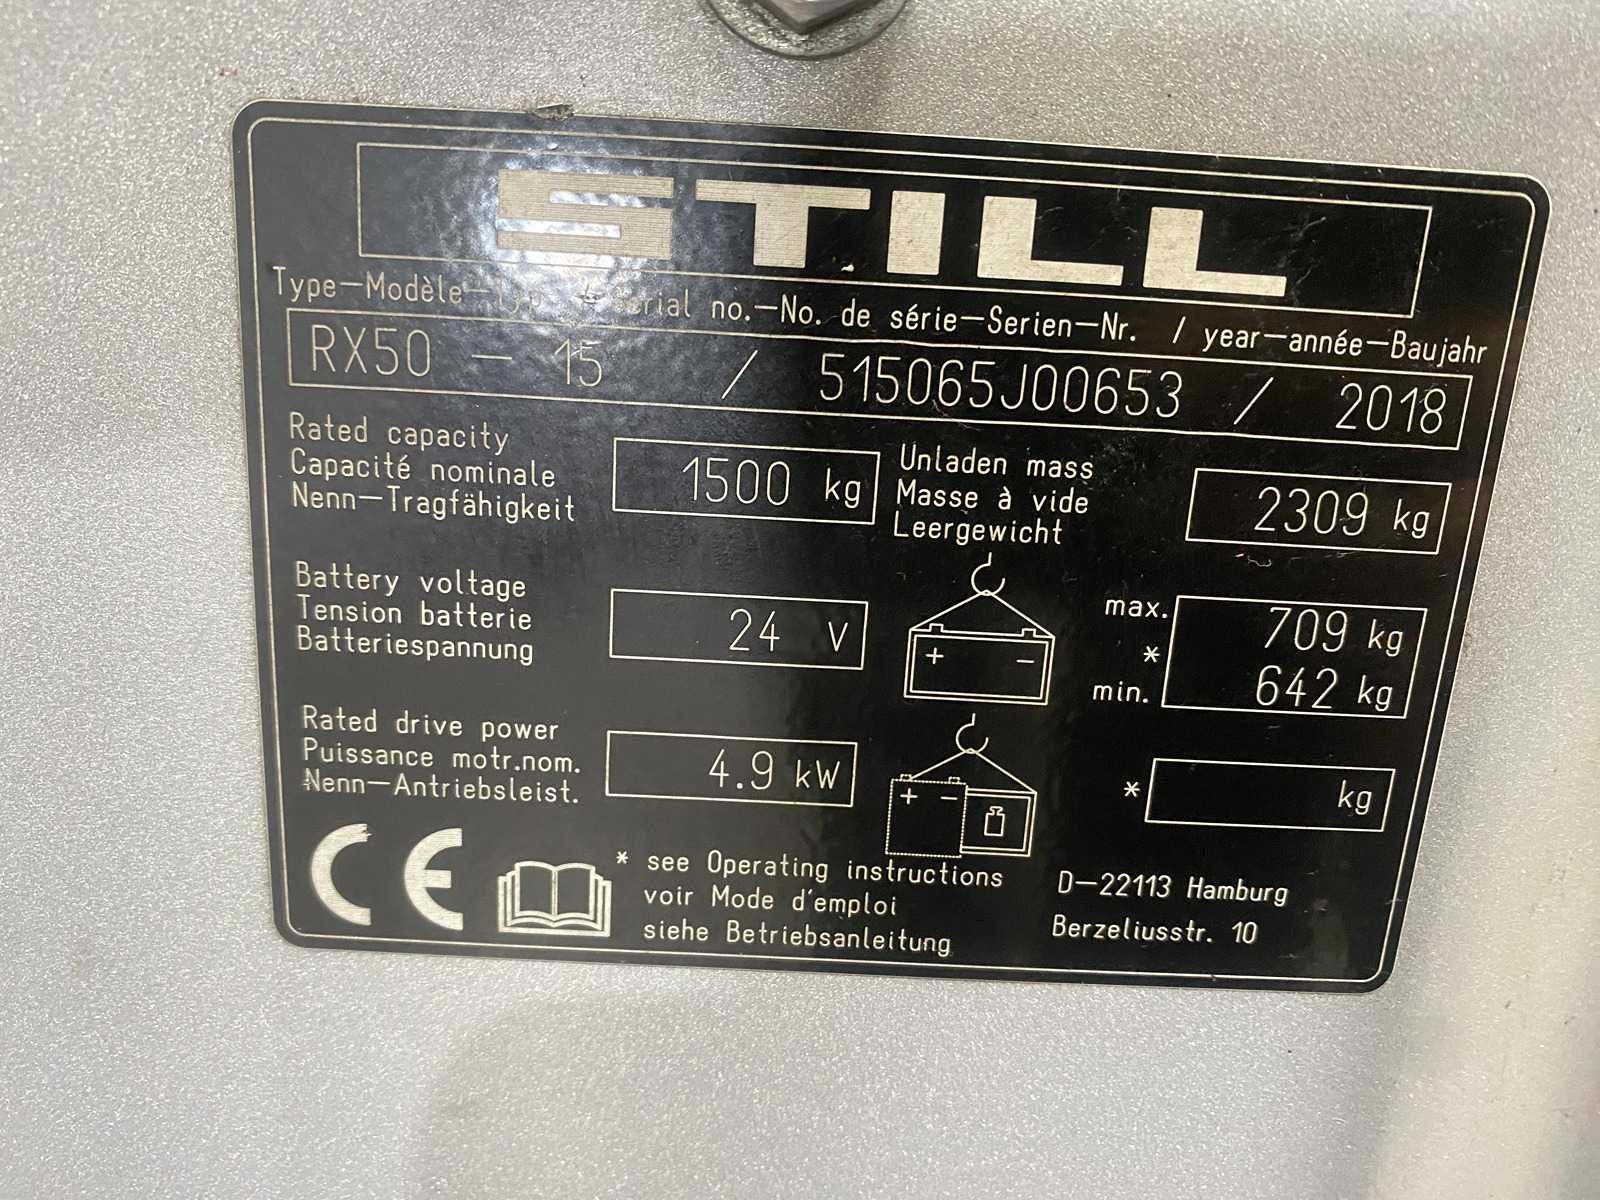 STILL
Type–Modèle–Typ / Serial no.–No. de série–Serien–Nr. / year–année–Baujahr
RX50 – 15 / 515065J00653 / 2018
Rated capacity
Capacité nominale
Nenn–Tragfähigkeit
1500 kg
Unladen mass
Masse à vide
Leergewicht
2309 kg
Battery voltage
Tension batterie
Batteriespannung
24 V
+ –
max. 709 kg
*
min. 642 kg
Rated drive power
Puissance motr.nom.
Nenn–Antriebsleist.
4.9 kW
+ –
* kg
CE
* see Operating instructions
voir Mode d'emploi
siehe Betriebsanleitung
D–22113 Hamburg
Berzeliusstr. 10